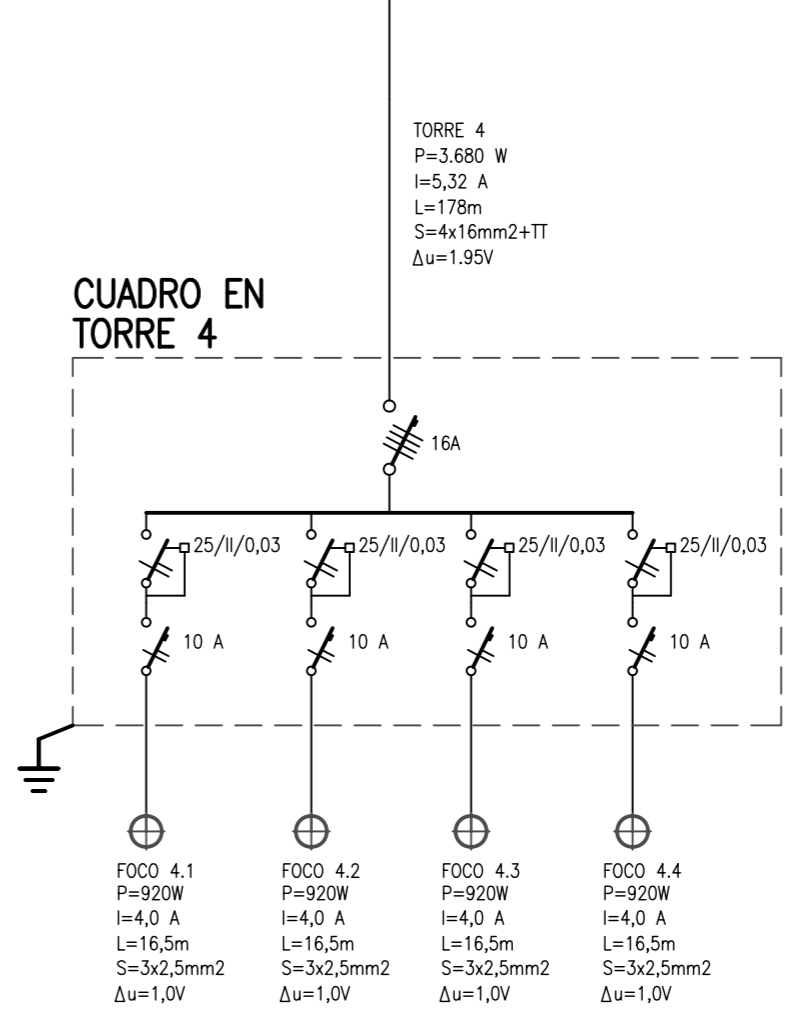 TORRE 4
P=3.680 W
I=5,32 A
L=178m
S=4x16mm2+TT
Δu=1.95V
CUADRO EN
TORRE 4
16A
25/II/0,03
25/II/0,03
25/II/0,03
25/II/0,03
10 A
10 A
10 A
10 A
FOCO 4.1
P=920W
I=4,0 A
L=16,5m
S=3x2,5mm2
Δu=1,0V
FOCO 4.2
P=920W
I=4,0 A
L=16,5m
S=3x2,5mm2
Δu=1,0V
FOCO 4.3
P=920W
I=4,0 A
L=16,5m
S=3x2,5mm2
Δu=1,0V
FOCO 4.4
P=920W
I=4,0 A
L=16,5m
S=3x2,5mm2
Δu=1,0V